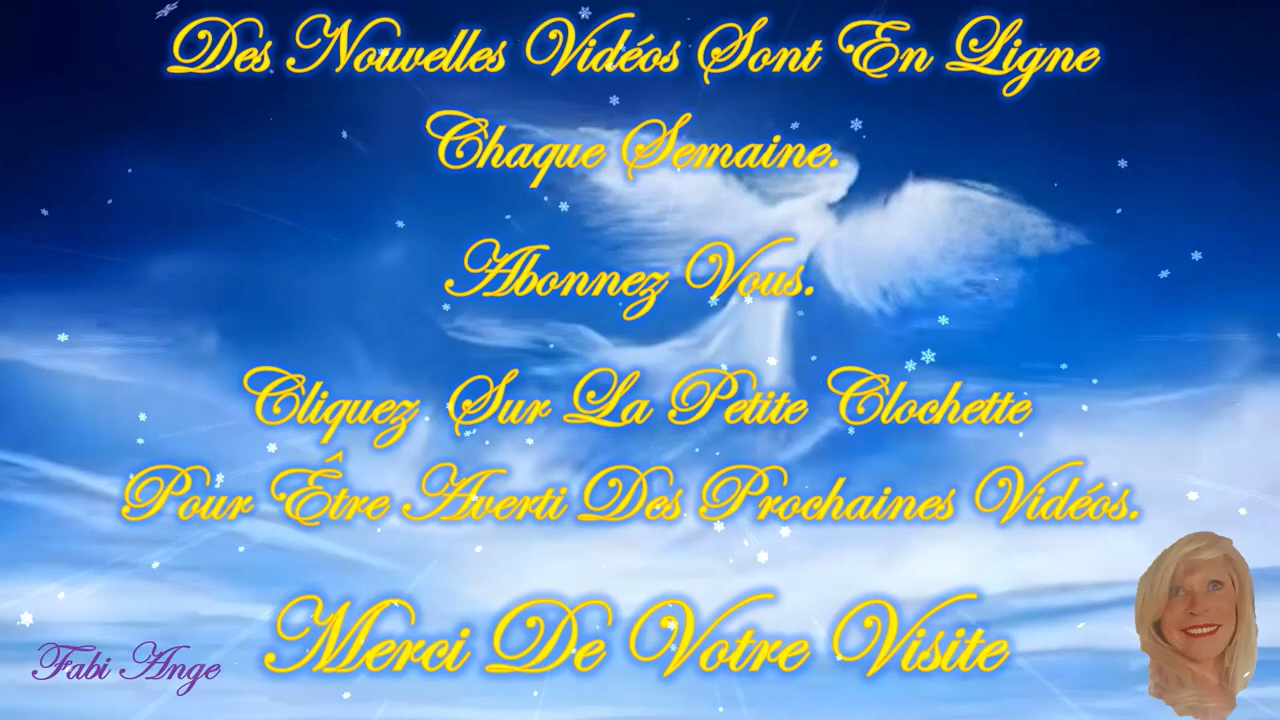 Des Nouvelles Vidéos Sont En Ligne
Chaque Semaine.
Abonnez Vous.
Cliquez Sur La Petite Clochette
Pour Être Averti Des Prochaines Vidéos.
Merci De Votre Visite
Fabi Ange